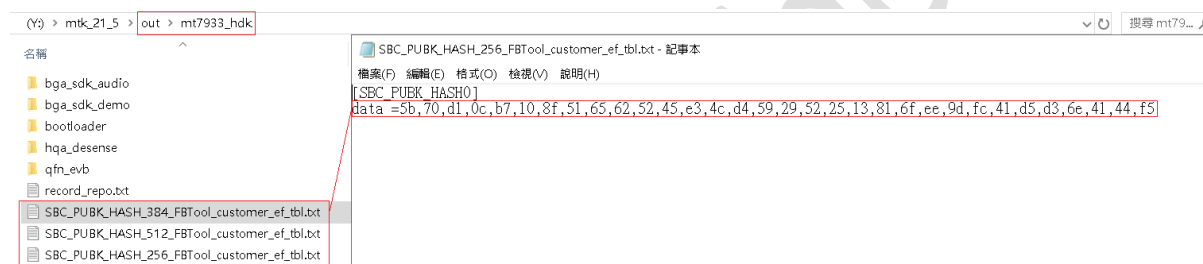 (Y:) > mtk_21_5 > out > mt7933_hdk
搜尋 mt79...
名稱
bga_sdk_audio
bga_sdk_demo
bootloader
hqa_desense
qfn_evb
record_repo.txt
SBC_PUBK_HASH_384_FBTool_customer_ef_tbl.txt
SBC_PUBK_HASH_512_FBTool_customer_ef_tbl.txt
SBC_PUBK_HASH_256_FBTool_customer_ef_tbl.txt
SBC_PUBK_HASH_256_FBTool_customer_ef_tbl.txt - 記事本
檔案(F) 編輯(E) 格式(O) 檢視(V) 說明(H)
[SBC_PUBK_HASH0]
data =5b,70,d1,0c,b7,10,8f,51,65,62,52,45,e3,4c,d4,59,29,52,25,13,81,6f,ee,9d,fc,41,d5,d3,6e,41,44,f5